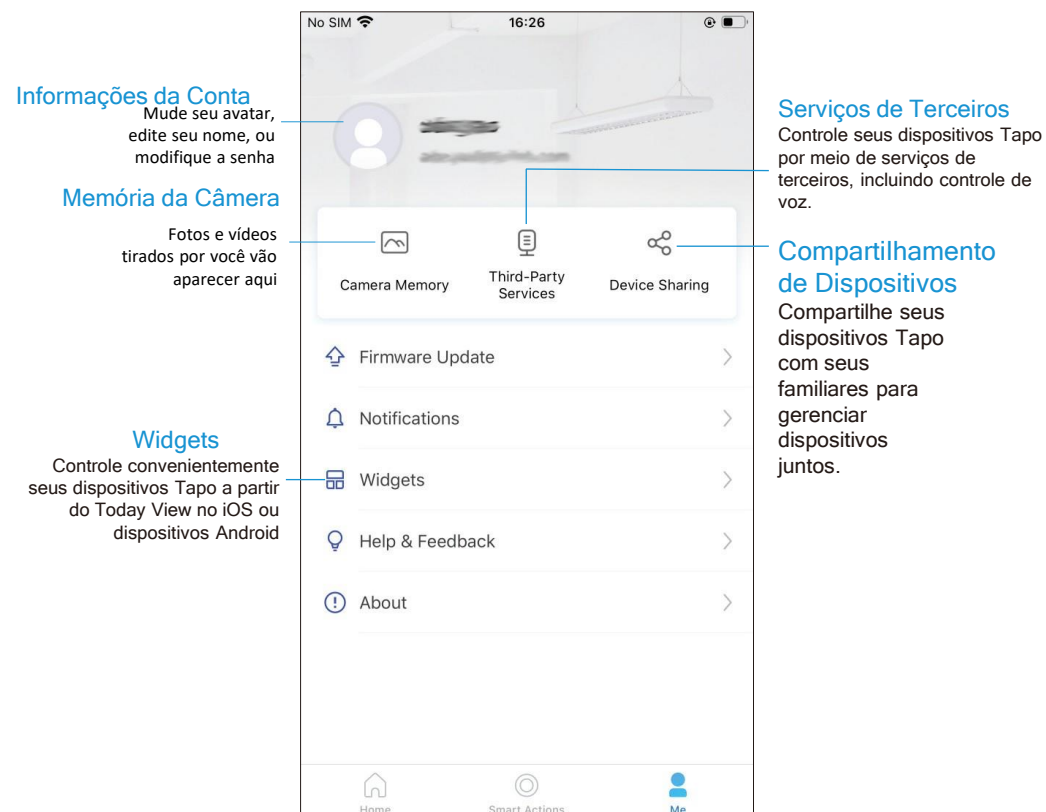 No SIM
16:26
Informações da Conta
Mude seu avatar,
edite seu nome, ou
modifique a senha
Memória da Câmera
Fotos e vídeos
tirados por você vão
aparecer aqui
Serviços de Terceiros
Controle seus dispositivos Tapo
por meio de serviços de
terceiros, incluindo controle de
voz.
Compartilhamento
de Dispositivos
Compartilhe seus
dispositivos Tapo
com seus
familiares para
gerenciar
dispositivos
juntos.
Camera Memory
Third-Party
Services
Device Sharing
Firmware Update
Notifications
Widgets
Controle convenientemente
seus dispositivos Tapo a partir
do Today View no iOS ou
dispositivos Android
Widgets
Help & Feedback
About
Home
Smart Actions
Me